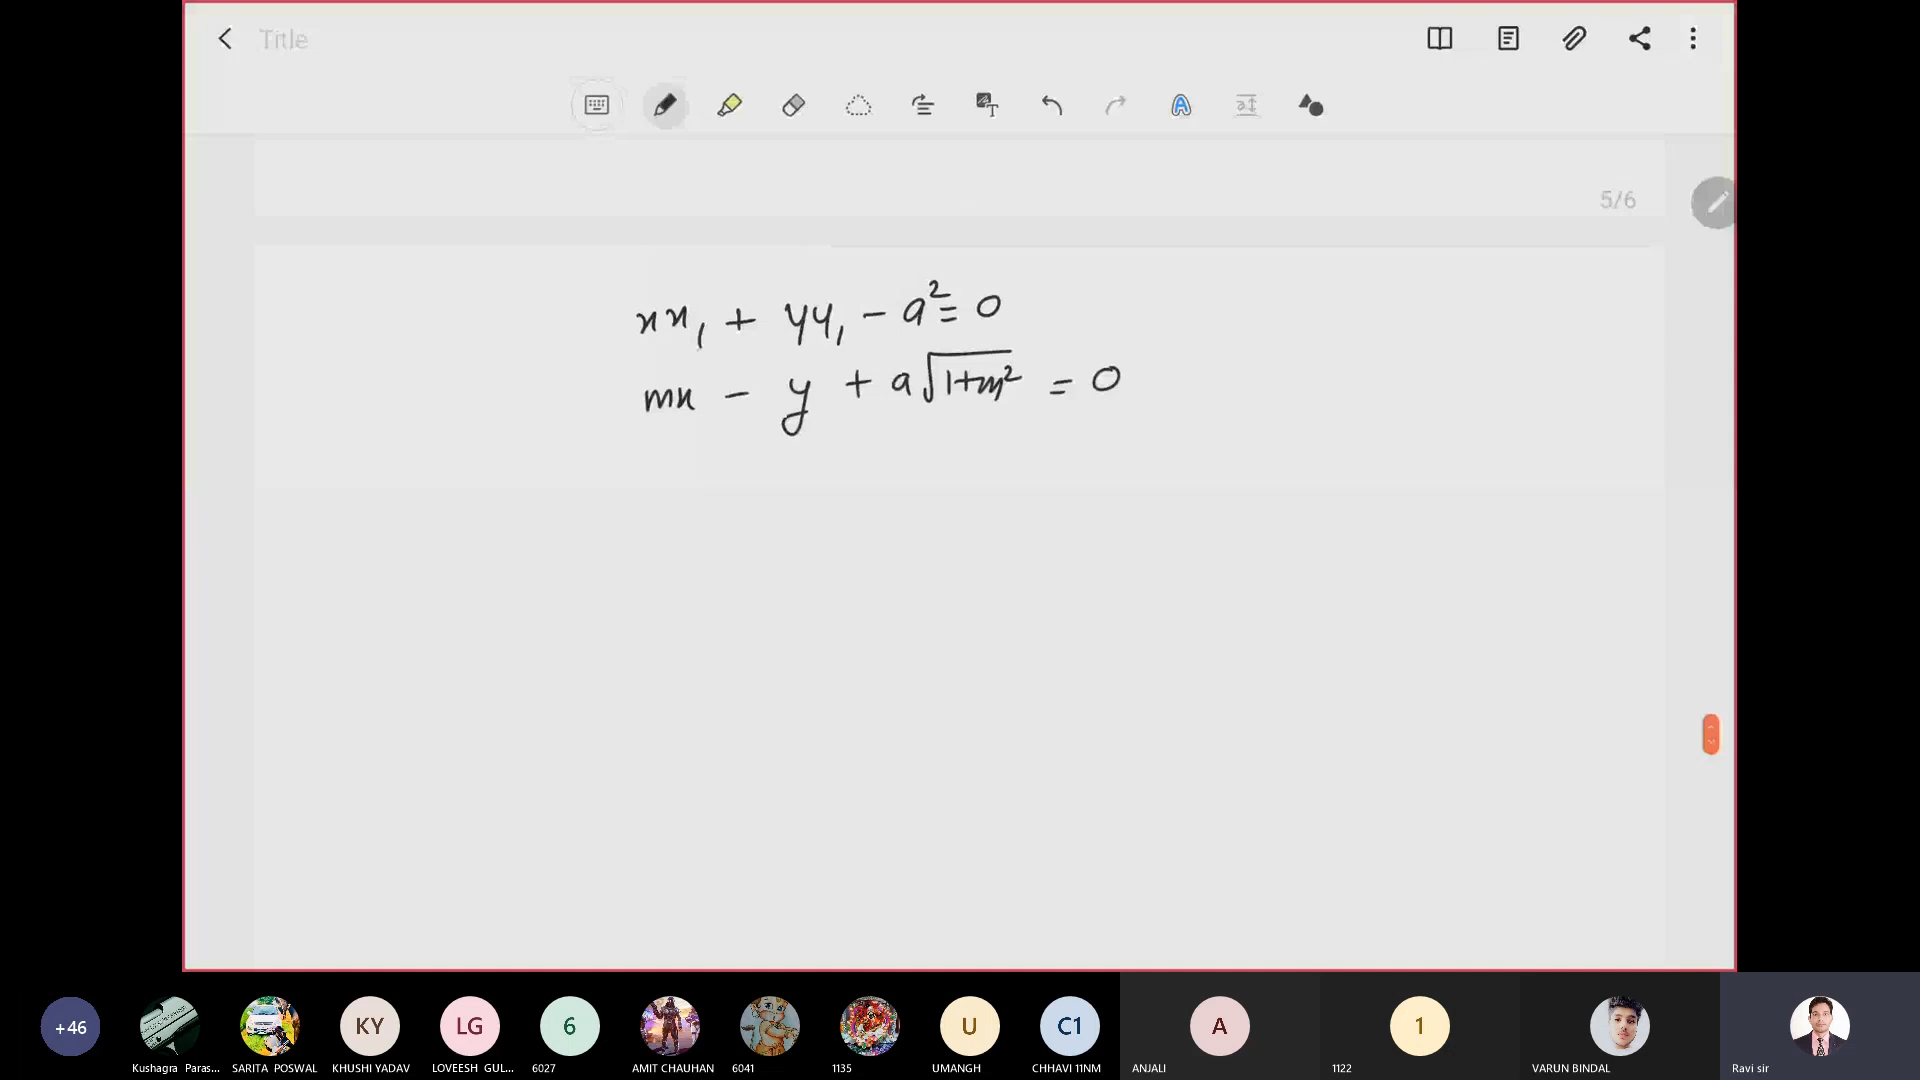 Title
5/6
xx₁ + yy₁ - a² = 0
mx - y + a√1+m² = 0
+46
KY
LG
6
U
C1
A
1
Kushagra Paras...
SARITA POSWAL
KHUSHI YADAV
LOVEESH GUL...
6027
AMIT CHAUHAN
6041
1135
UMANGH
CHHAVI 11NM
ANJALI
1122
VARUN BINDAL
Ravi sir